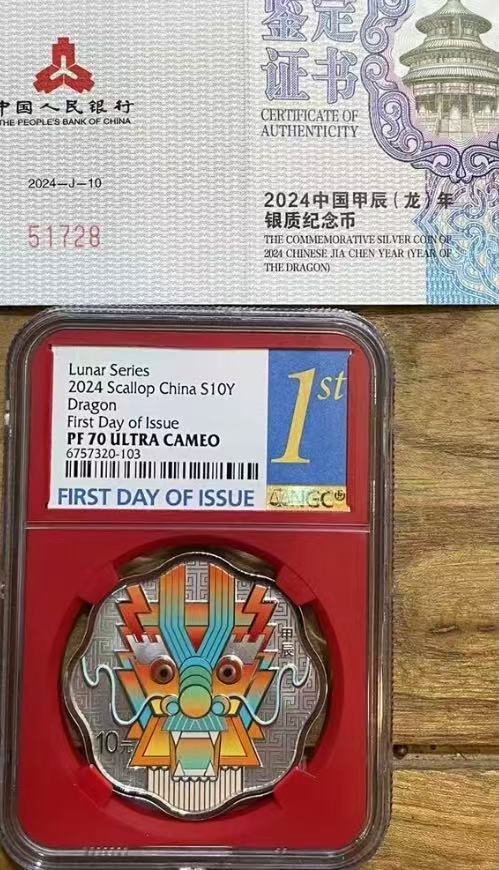 鉴定
证书
CERTIFICATE OF
AUTHENTICITY
中国人民银行
THE PEOPLE'S BANK OF CHINA
2024—J—10
51728
2024中国甲辰(龙)年
银质纪念币
THE COMMEMORATIVE SILVER COIN OF
2024 CHINESE JIA CHEN YEAR (YEAR OF
THE DRAGON)
Lunar Series
2024 Scallop China S10Y
Dragon
First Day of Issue
PF 70 ULTRA CAMEO
6757320-103
1st
FIRST DAY OF ISSUE
NGC
甲辰
10元